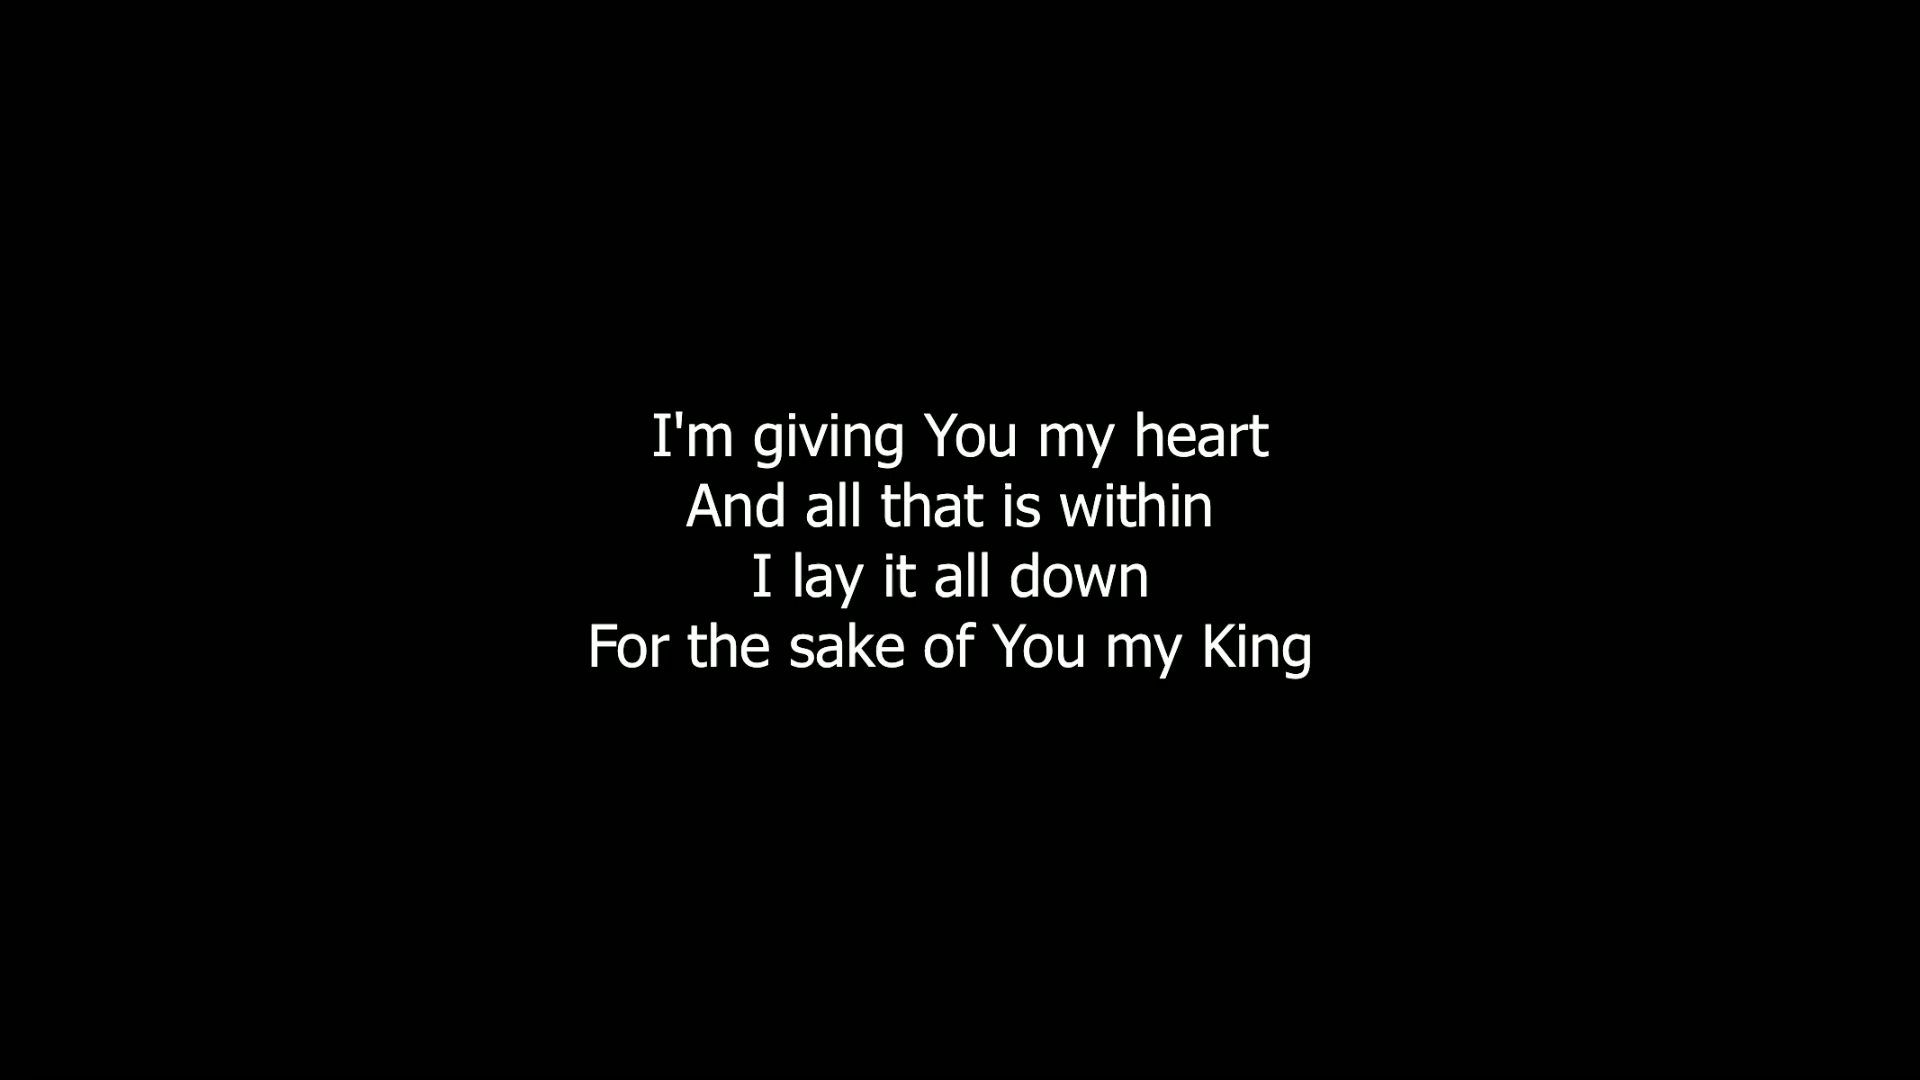 I'm giving You my heart
And all that is within
I lay it all down
For the sake of You my King